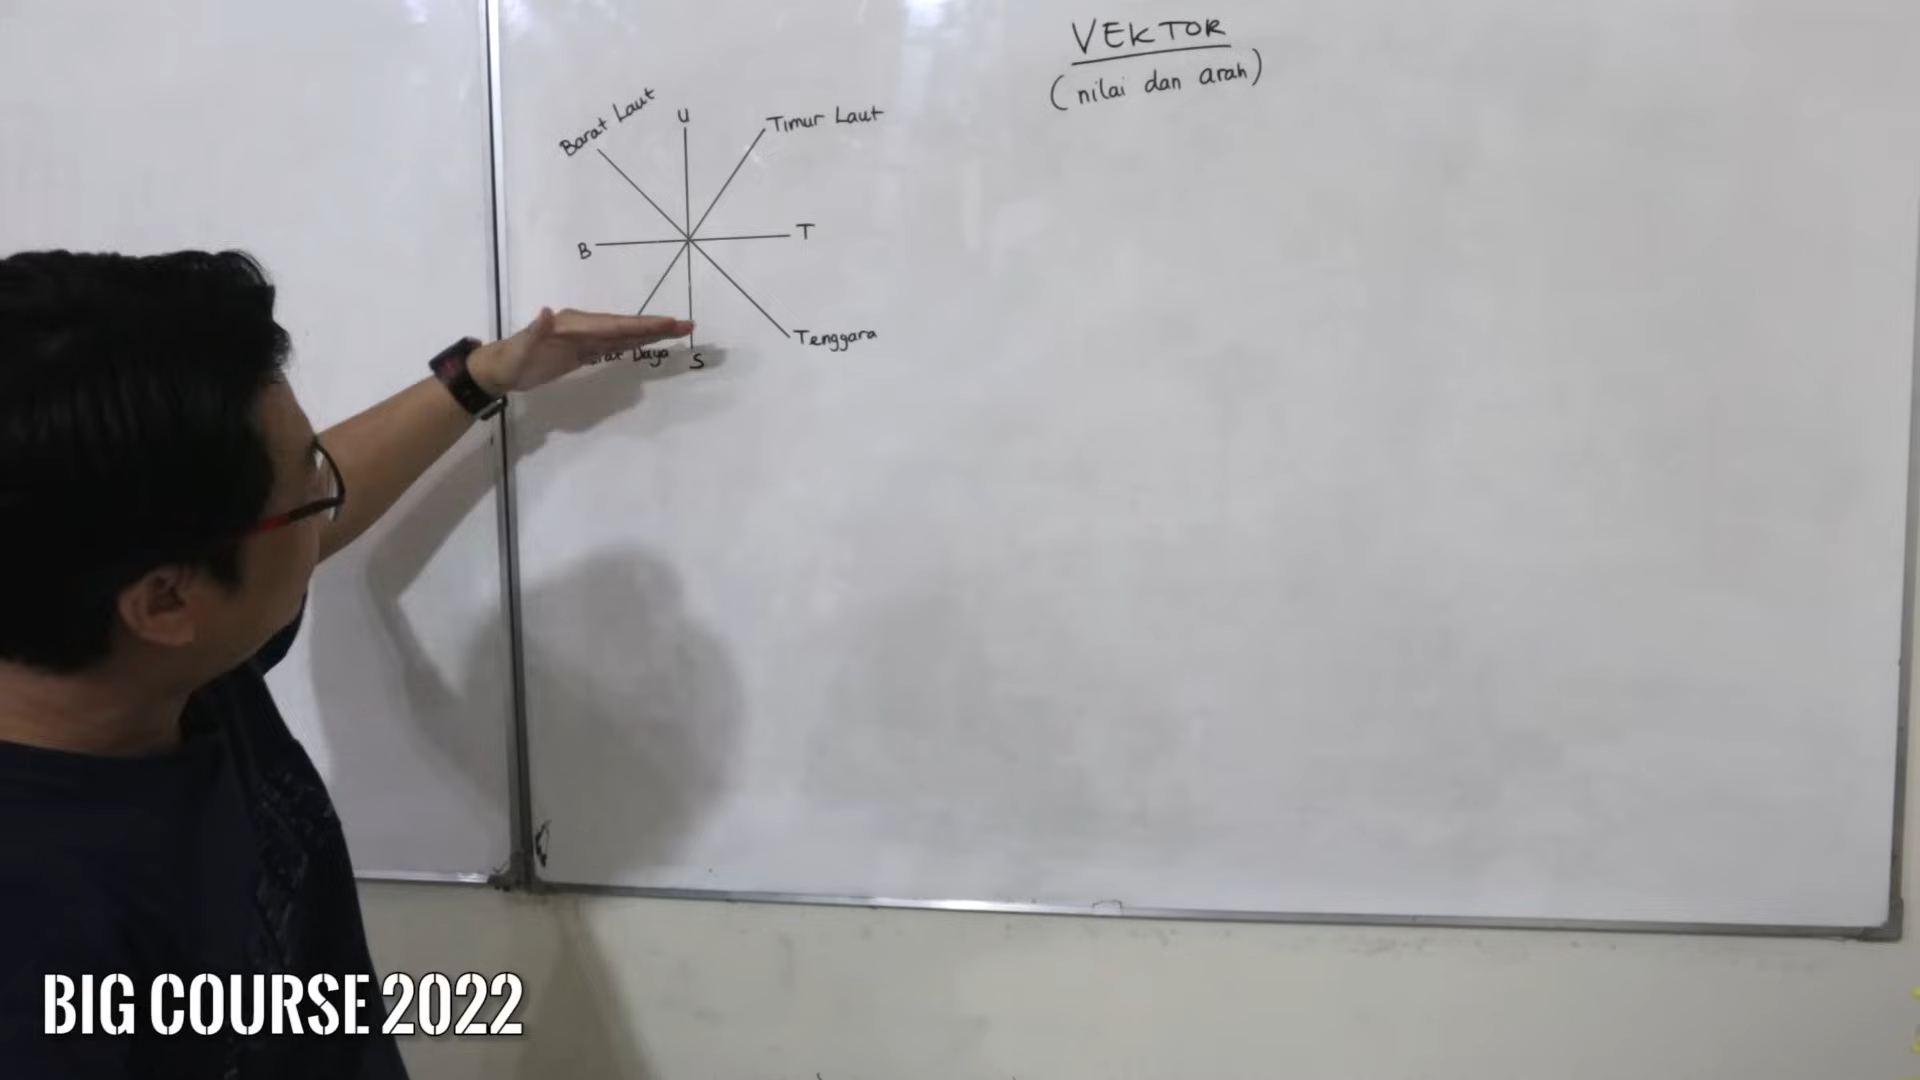 VEKTOR
(nilai dan arah)
Barat Laut
U
Timur Laut
B
T
Tenggara
Daya
S
BIG COURSE 2022